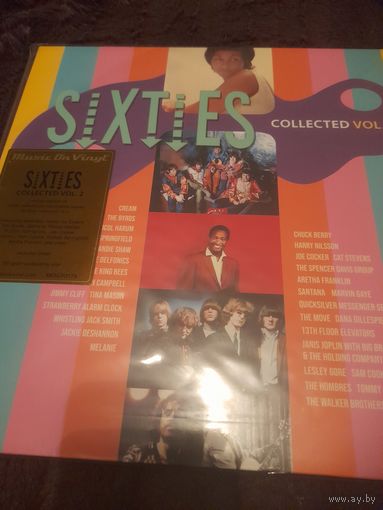 SIXTIES
COLLECTED VOL.
Music On Vinyl
SIXTIES
COLLECTED VOL. 2
CREAM
THE BYRDS
COL HARUM
SPRINGFIELD
ANDIE SHAW
DELFONICS
E KING BEES
CAMPBELL
JIMMY CLIFF TINA MASON
STRAWBERRY ALARM CLOCK
WHISTLING JACK SMITH
JACKIE DESHANNON
MELANIE
CHUCK BERRY
HARRY NILSSON
JOE COCKER CAT STEVENS
THE SPENCER DAVIS GROUP
ARETHA FRANKLIN
SANTANA MARVIN GAYE
QUICKSILVER MESSENGER
THE MOVE DANA GILLESPI
13TH FLOOR ELEVATORS
JANIS JOPLIN WITH BIG BR
& THE HOLDING COMPANY
LESLEY GORE SAM COOK
THE HOMBRES TOMMY
THE WALKER BROTHERS
www.ay.by